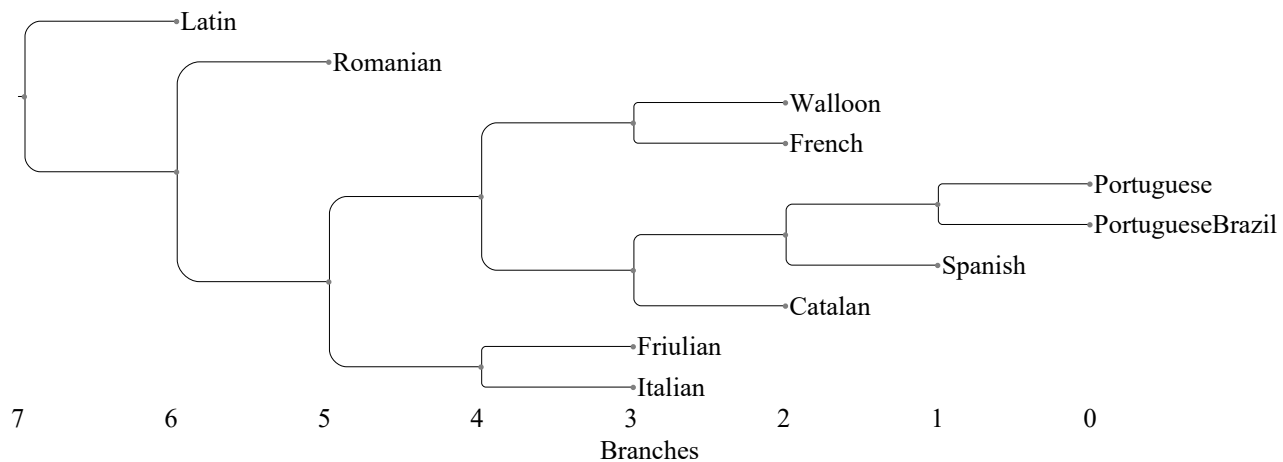 Latin
Romanian
Walloon
French
Portuguese
PortugueseBrazil
Spanish
Catalan
Friulian
Italian
7 6 5 4 3 2 1 0
Branches